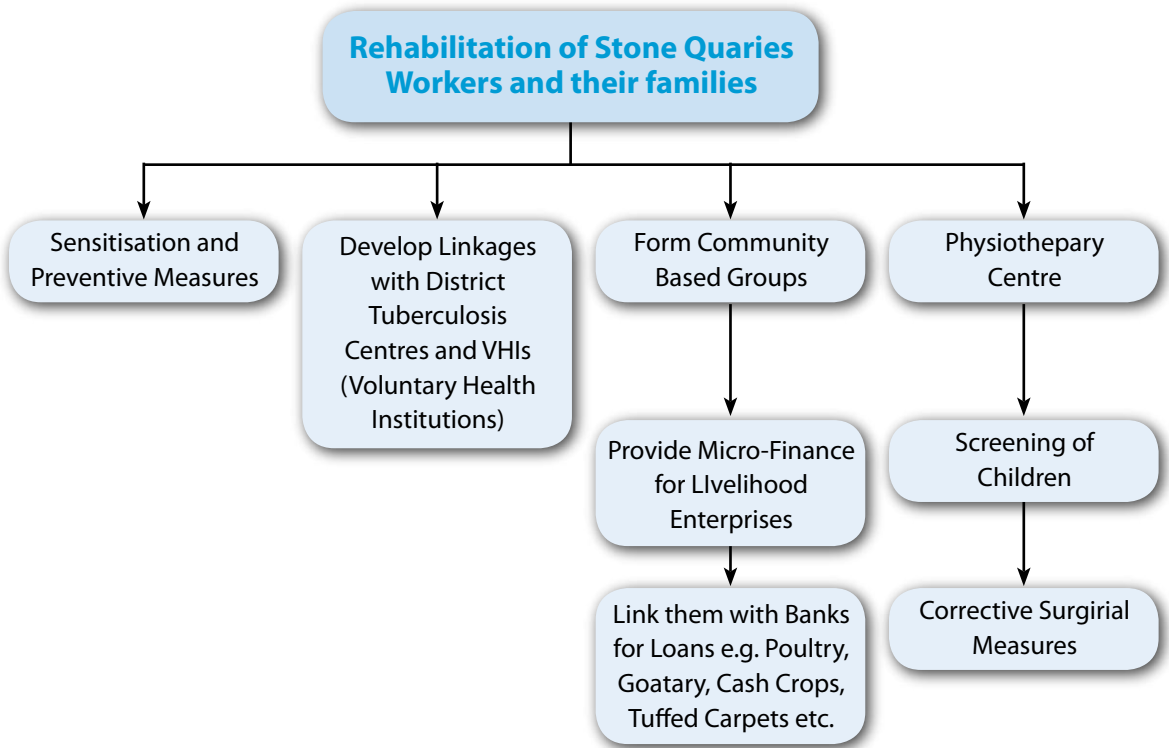 Rehabilitation of Stone Quaries
Workers and their families
Sensitisation and
Preventive Measures
Develop Linkages
with District
Tuberculosis
Centres and VHIs
(Voluntary Health
Institutions)
Form Community
Based Groups
Provide Micro-Finance
for LIvelihood
Enterprises
Link them with Banks
for Loans e.g. Poultry,
Goatary, Cash Crops,
Tuffed Carpets etc.
Physiothepary
Centre
Screening of
Children
Corrective Surgirial
Measures